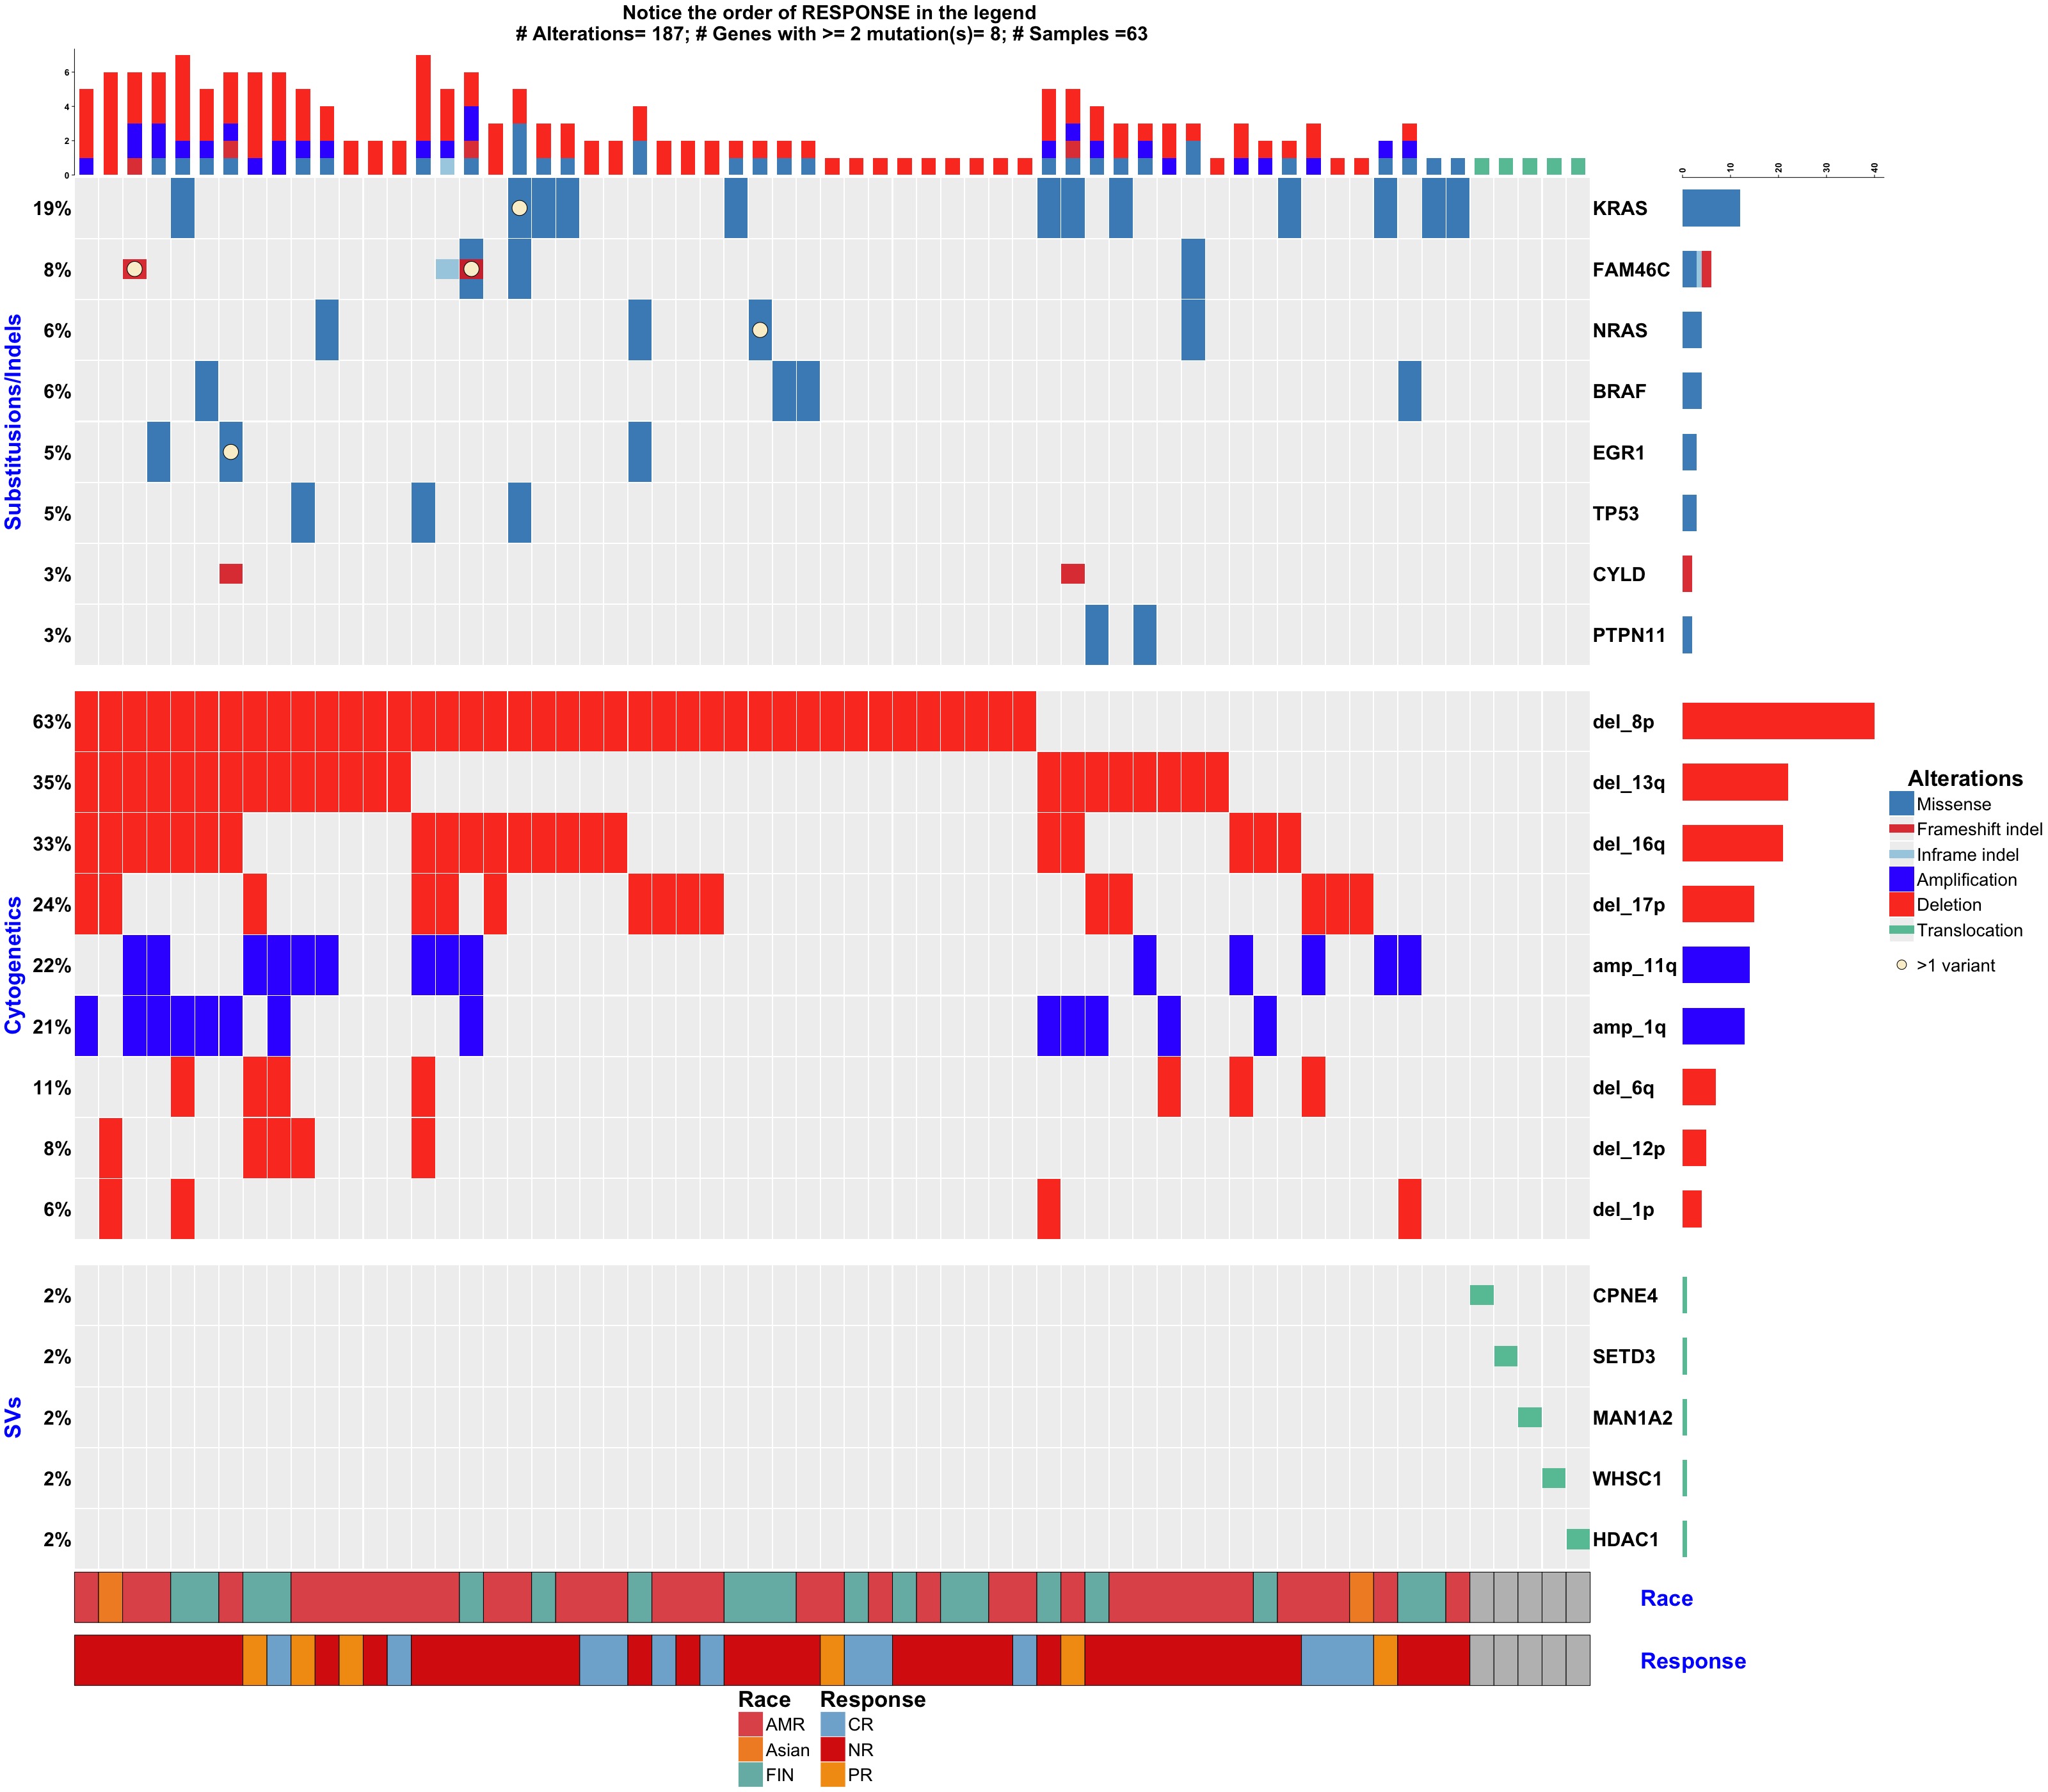 Notice the order of RESPONSE in the legend
# Alterations= 187; # Genes with >= 2 mutation(s)= 8; # Samples =63
6
4
2
0
0
10
20
30
40
Substitusions/Indels
19% KRAS
8% FAM46C
6% NRAS
6% BRAF
5% EGR1
5% TP53
3% CYLD
3% PTPN11
Cytogenetics
63% del_8p
35% del_13q
33% del_16q
24% del_17p
22% amp_11q
21% amp_1q
11% del_6q
8% del_12p
6% del_1p
Alterations
Missense
Frameshift indel
Inframe indel
Amplification
Deletion
Translocation
>1 variant
SVs
2% CPNE4
2% SETD3
2% MAN1A2
2% WHSC1
2% HDAC1
Race
Response
Race Response
AMR CR
Asian NR
FIN PR